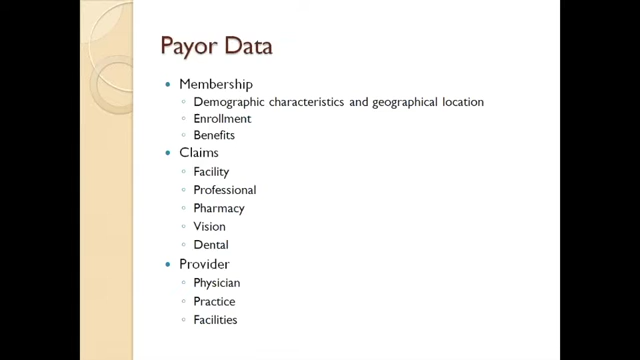 Payor Data
Membership
Demographic characteristics and geographical location
Enrollment
Benefits
Claims
Facility
Professional
Pharmacy
Vision
Dental
Provider
Physician
Practice
Facilities